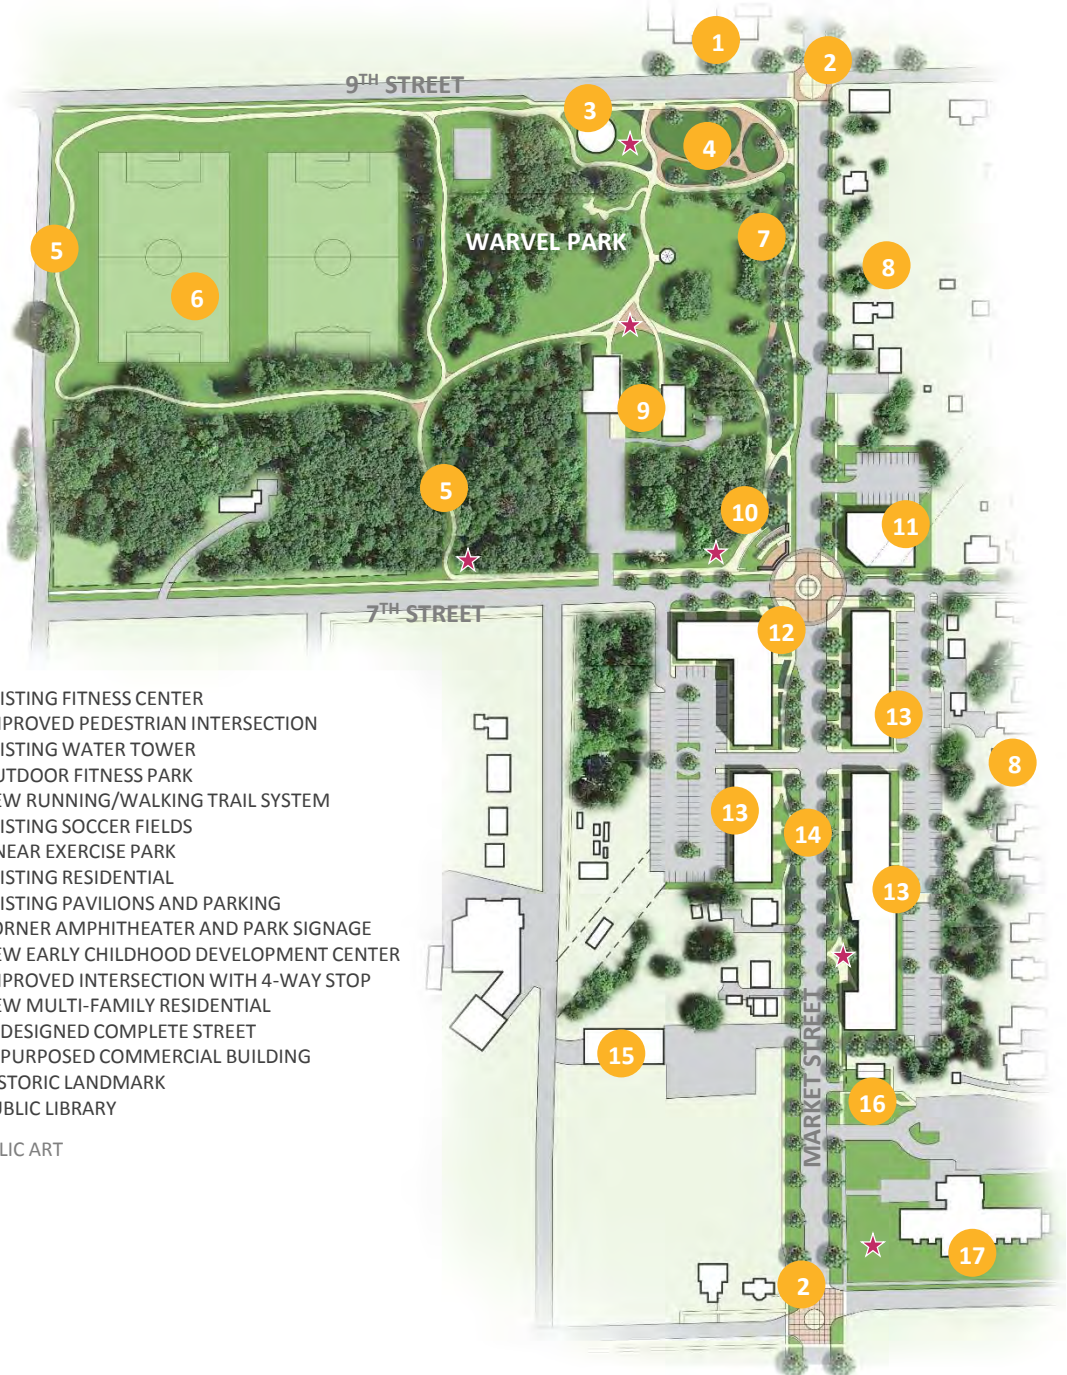 1
2
9TH STREET
3
4
5
6
WARVEL PARK
7
8
9
5
10
11
7TH STREET
12
13
8
13
14
13
15
MARKET STREET
16
17
2
ISTING FITNESS CENTER
PROVED PEDESTRIAN INTERSECTION
ISTING WATER TOWER
UTDOOR FITNESS PARK
EW RUNNING/WALKING TRAIL SYSTEM
ISTING SOCCER FIELDS
NEAR EXERCISE PARK
ISTING RESIDENTIAL
ISTING PAVILIONS AND PARKING
ORNER AMPHITHEATER AND PARK SIGNAGE
EW EARLY CHILDHOOD DEVELOPMENT CENTER
PROVED INTERSECTION WITH 4-WAY STOP
EW MULTI-FAMILY RESIDENTIAL
DESIGNED COMPLETE STREET
PURPOSED COMMERCIAL BUILDING
STORIC LANDMARK
UBLIC LIBRARY
LIC ART